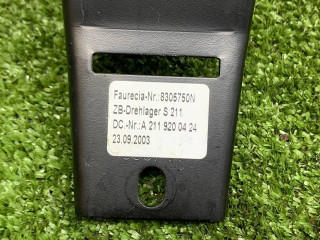 Faurecia-Nr.:8305750N
ZB-Drehlager S 211
DC.-Nr.:A 211 920 04 24
23.09.2003